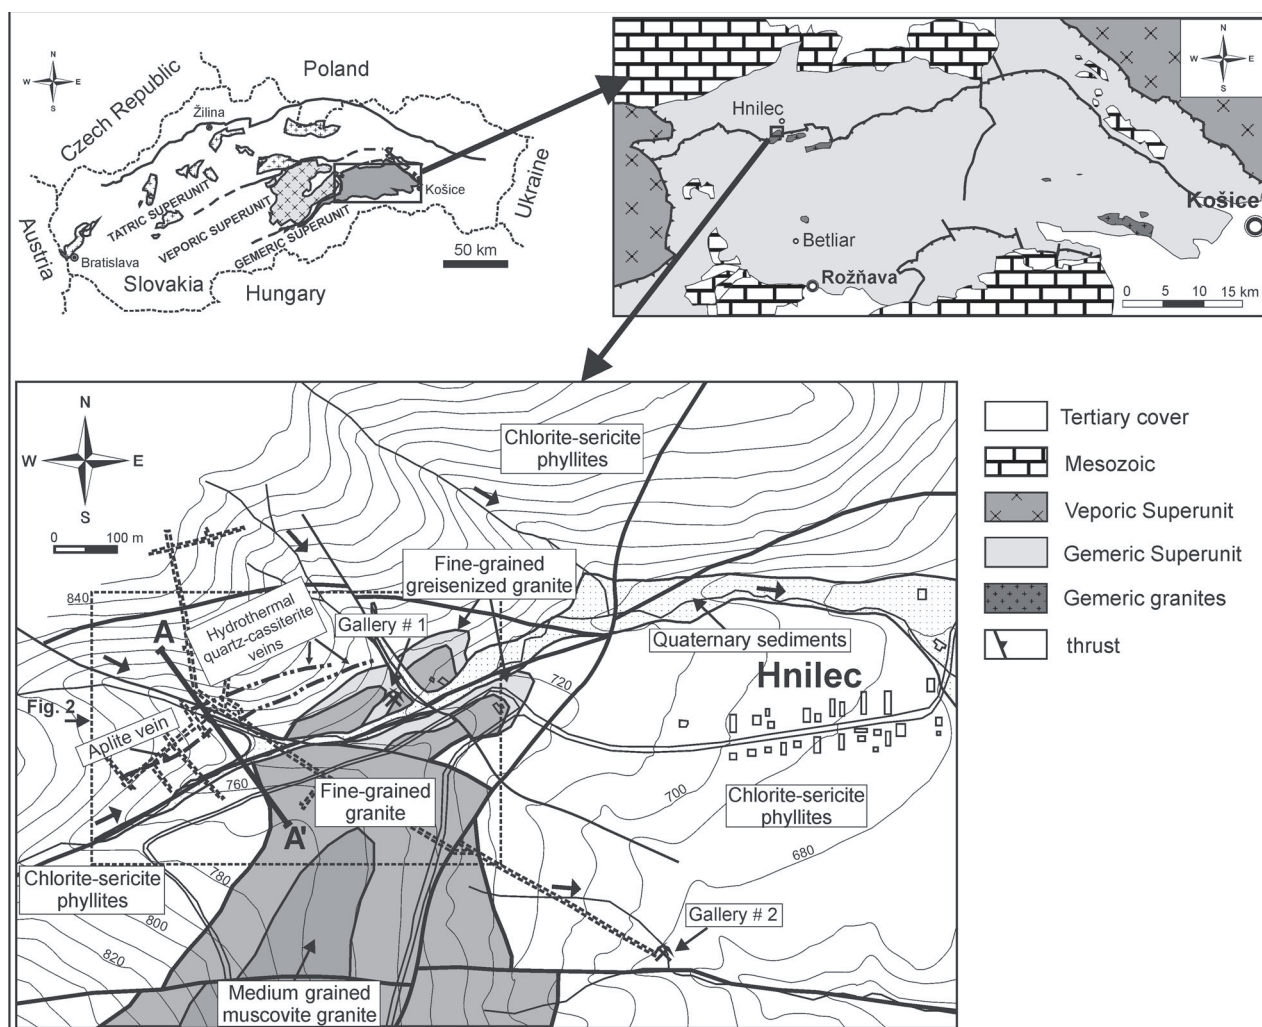 N
W
E
S
Czech Republic
Poland
Žilina
Ukraine
Košice
TATRIC SUPERUNIT
VEPORIC SUPERUNIT
GEMERIC SUPERUNIT
Austria
Bratislava
Slovakia
Hungary
50 km
N
W
E
S
Hnilec
Košice
Betliar
Rožňava
0 5 10 15 km
N
W
E
S
0 100 m
Chlorite-sericite
phyllites
Fine-grained
greisenized granite
840
Hydrothermal
quartz-cassiterite
veins
Gallery # 1
A
Quaternary sediments
Hnilec
720
Fig. 2
Aplite vein
760
Fine-grained
granite
A'
700
Chlorite-sericite
phyllites
680
Chlorite-sericite
phyllites
780
800
820
Gallery # 2
Medium grained
muscovite granite
Tertiary cover
Mesozoic
Veporic Superunit
Gemeric Superunit
Gemeric granites
thrust